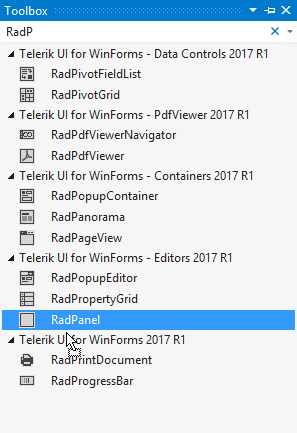 Toolbox
RadP
Telerik UI for WinForms - Data Controls 2017 R1
RadPivotFieldList
RadPivotGrid
Telerik UI for WinForms - PdfViewer 2017 R1
RadPdfViewerNavigator
RadPdfViewer
Telerik UI for WinForms - Containers 2017 R1
RadPopupContainer
RadPanorama
RadPageView
Telerik UI for WinForms - Editors 2017 R1
RadPopupEditor
RadPropertyGrid
RadPanel
Telerik UI for WinForms 2017 R1
RadPrintDocument
RadProgressBar